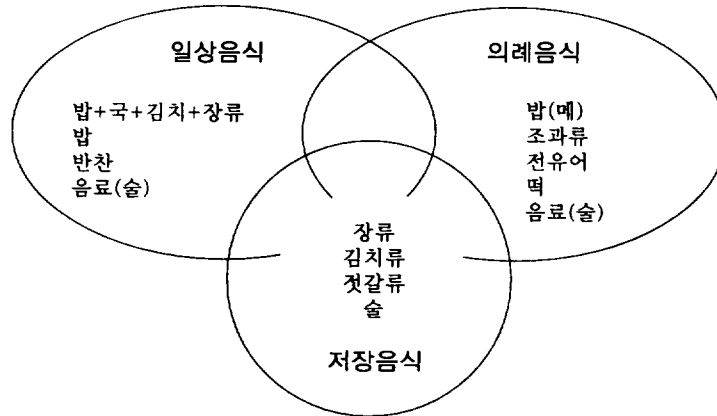 일상음식
밥+국+김치+장류
밥
반찬
음료(술)
의례음식
밥(메)
조과류
전유어
떡
음료(술)
장류
김치류
젓갈류
술
저장음식